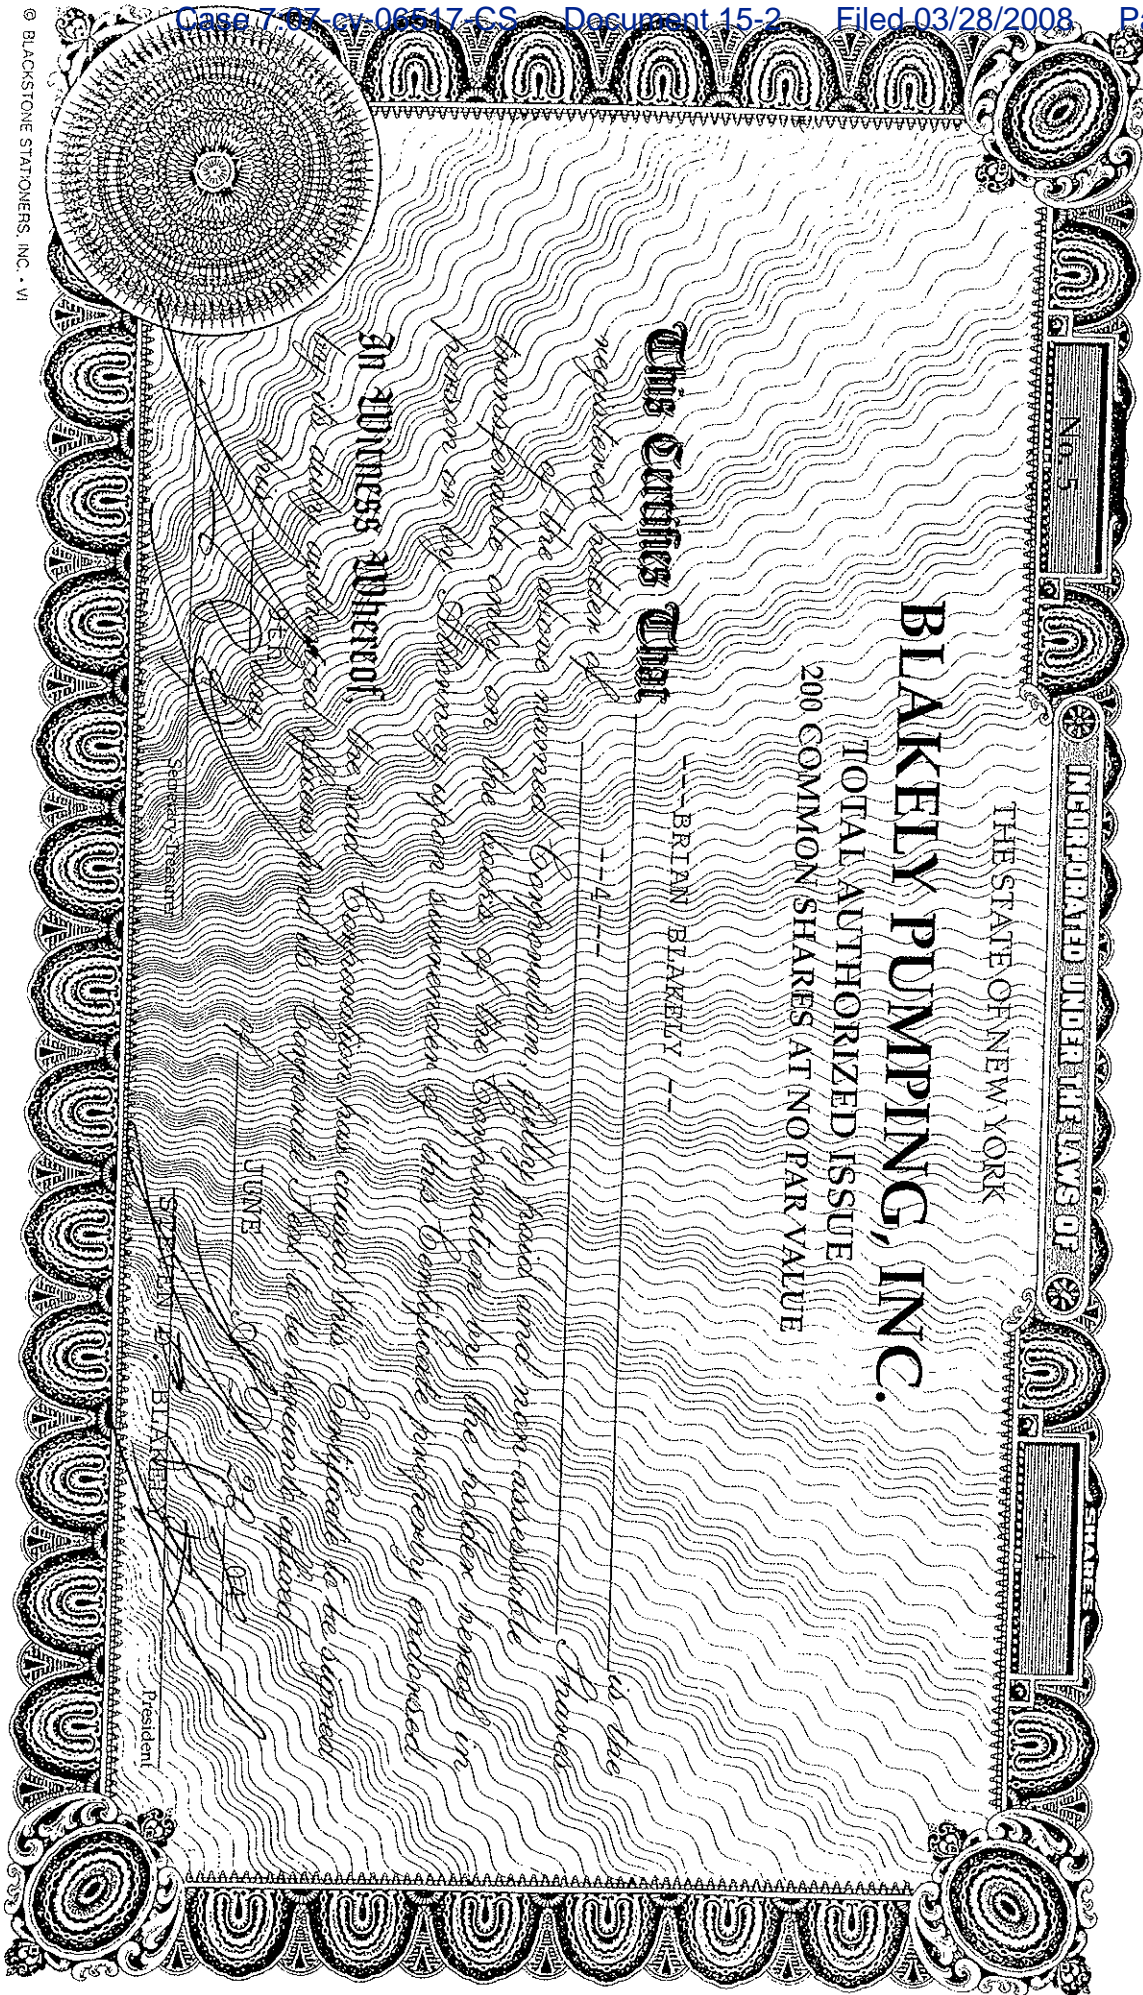 Case 7:07-cv-06517-CS Document 15-2 Filed 03/28/2008
No. 5
INCORPORATED UNDER THE LAWS OF
SHARES
4
THE STATE OF NEW YORK
BLAKELY PUMPING, INC.
TOTAL AUTHORIZED ISSUE
200 COMMON SHARES AT NO PAR VALUE
This Certifies That ---BRIAN BLAKELY --- is the
registered holder of ---4---- Shares
of the above named Corporation, fully paid and non-assessable
transferable only on the books of the Corporation by the holder hereof in
person or by Attorney upon surrender of this Certificate properly endorsed
In Witness Whereof, the said Corporation has caused this Certificate to be signed
by its duly authorized officers and its Corporate Seal to be hereunto affixed
this day of JUNE
Secretary-Treasurer
STEVEN E. BLAKELY President
© BLACKSTONE STATIONERS, INC. • VI